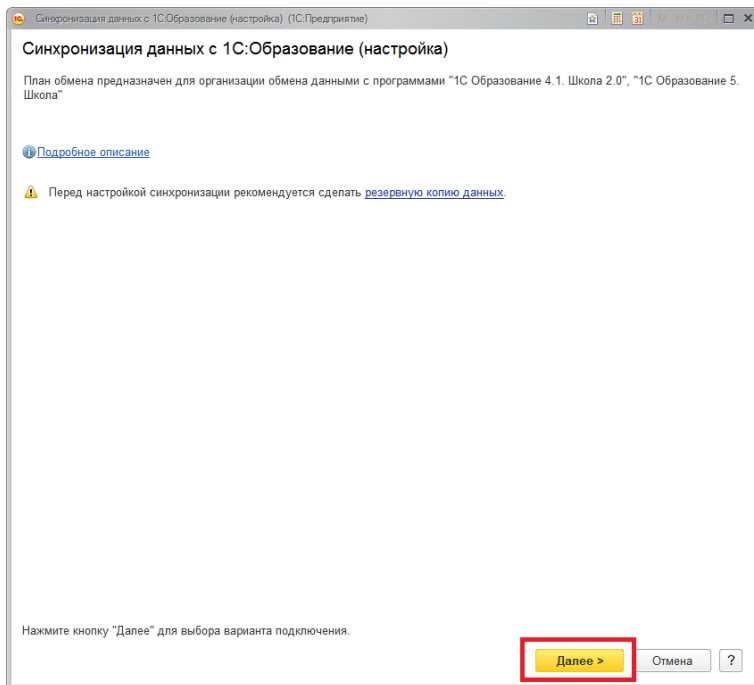 Синхронизация данных с 1С:Образование (настройка) (1С:Предприятие)
M M+ M-
Синхронизация данных с 1С:Образование (настройка)
План обмена предназначен для организации обмена данными с программами "1С Образование 4.1. Школа 2.0", "1С Образование 5.
Школа"
Подробное описание
Перед настройкой синхронизации рекомендуется сделать резервную копию данных.
Нажмите кнопку "Далее" для выбора варианта подключения.
Далее > Отмена ?